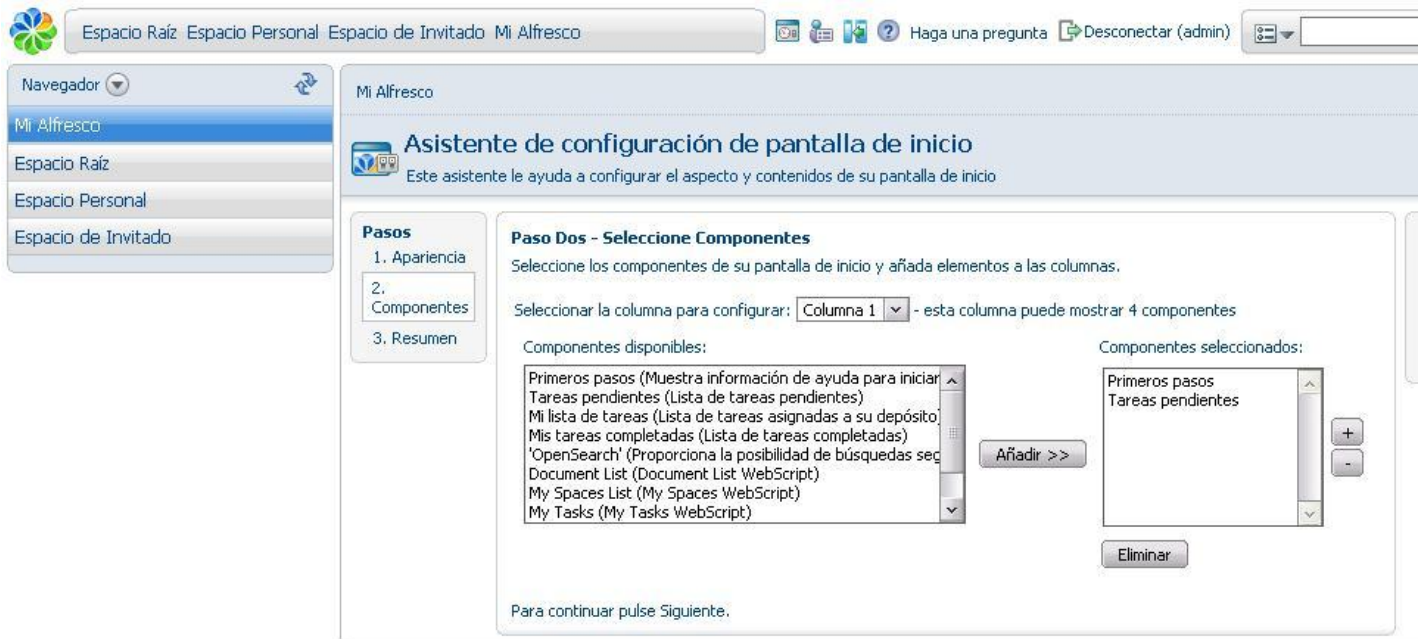 Espacio Raíz Espacio Personal Espacio de Invitado Mi Alfresco
Haga una pregunta Desconectar (admin)
Navegador
Mi Alfresco
Espacio Raíz
Espacio Personal
Espacio de Invitado
Mi Alfresco
Asistente de configuración de pantalla de inicio
Este asistente le ayuda a configurar el aspecto y contenidos de su pantalla de inicio
Pasos
1. Apariencia
2.
Componentes
3. Resumen
Paso Dos - Seleccione Componentes
Seleccione los componentes de su pantalla de inicio y añada elementos a las columnas.
Seleccionar la columna para configurar: Columna 1 - esta columna puede mostrar 4 componentes
Componentes disponibles:
Primeros pasos (Muestra información de ayuda para iniciar
Tareas pendientes (Lista de tareas pendientes)
Mi lista de tareas (Lista de tareas asignadas a su depósito)
Mis tareas completadas (Lista de tareas completadas)
'OpenSearch' (Proporciona la posibilidad de búsquedas seg
Document List (Document List WebScript)
My Spaces List (My Spaces WebScript)
My Tasks (My Tasks WebScript)
Añadir >>
Componentes seleccionados:
Primeros pasos
Tareas pendientes
+
-
Eliminar
Para continuar pulse Siguiente.